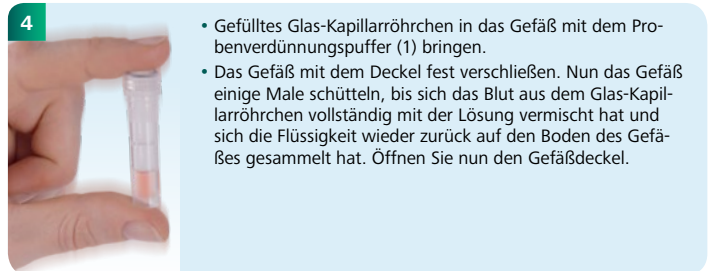 4
• Gefülltes Glas-Kapillarröhrchen in das Gefäß mit dem Pro-
benverdünnungspuffer (1) bringen.
• Das Gefäß mit dem Deckel fest verschließen. Nun das Gefäß
einige Male schütteln, bis sich das Blut aus dem Glas-Kapil-
larröhrchen vollständig mit der Lösung vermischt hat und
sich die Flüssigkeit wieder zurück auf den Boden des Gefä-
ßes gesammelt hat. Öffnen Sie nun den Gefäßdeckel.